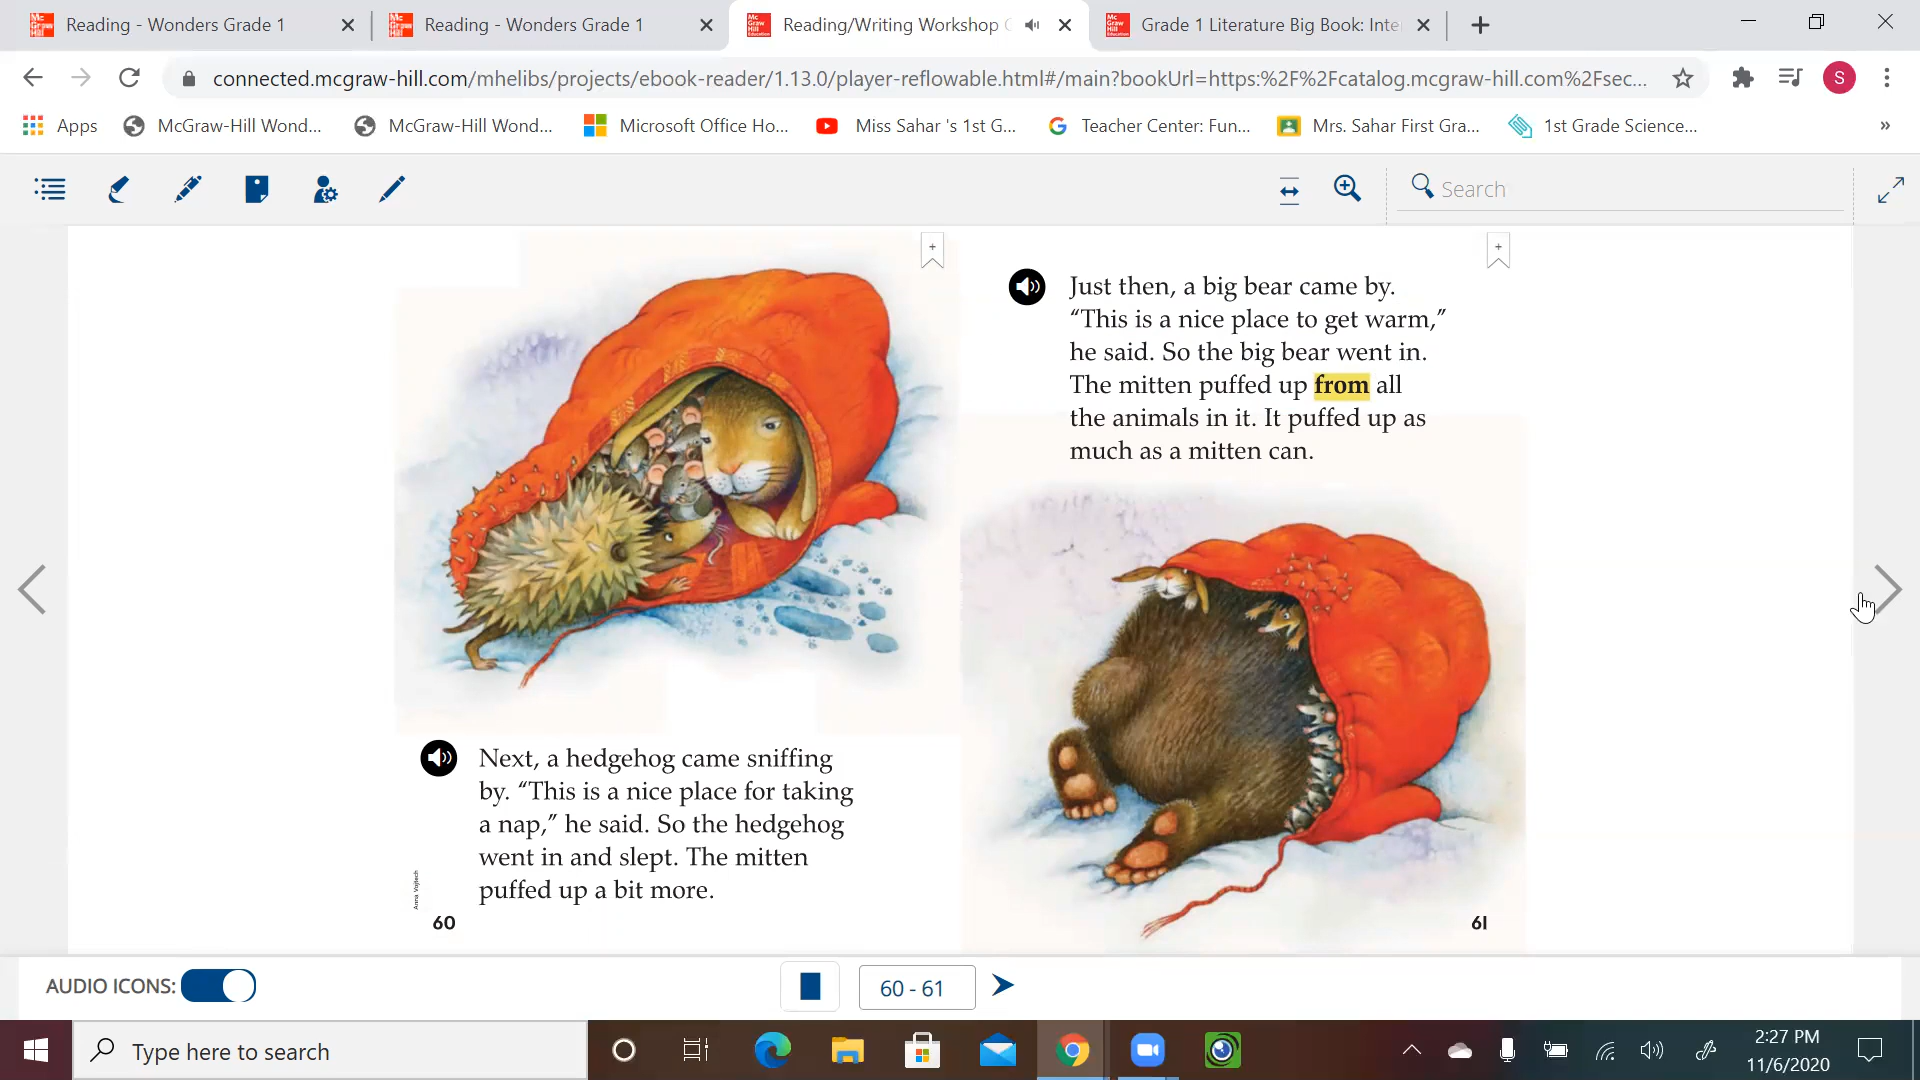 Reading - Wonders Grade 1
Reading - Wonders Grade 1
Reading/Writing Workshop
Grade 1 Literature Big Book: Inte
connected.mcgraw-hill.com/mhelibs/projects/ebook-reader/1.13.0/player-reflowable.html#/main?bookUrl=https:%2F%2Fcatalog.mcgraw-hill.com%2Fsec...
S
Apps
McGraw-Hill Wond...
McGraw-Hill Wond...
Microsoft Office Ho...
Miss Sahar 's 1st G...
Teacher Center: Fun...
Mrs. Sahar First Gra...
1st Grade Science...
»
Search
Next, a hedgehog came sniffing
by. “This is a nice place for taking
a nap,” he said. So the hedgehog
went in and slept. The mitten
puffed up a bit more.
Anna Vojtech
60
Just then, a big bear came by.
“This is a nice place to get warm,”
he said. So the big bear went in.
The mitten puffed up from all
the animals in it. It puffed up as
much as a mitten can.
61
AUDIO ICONS:
60 - 61
Type here to search
2:27 PM
11/6/2020